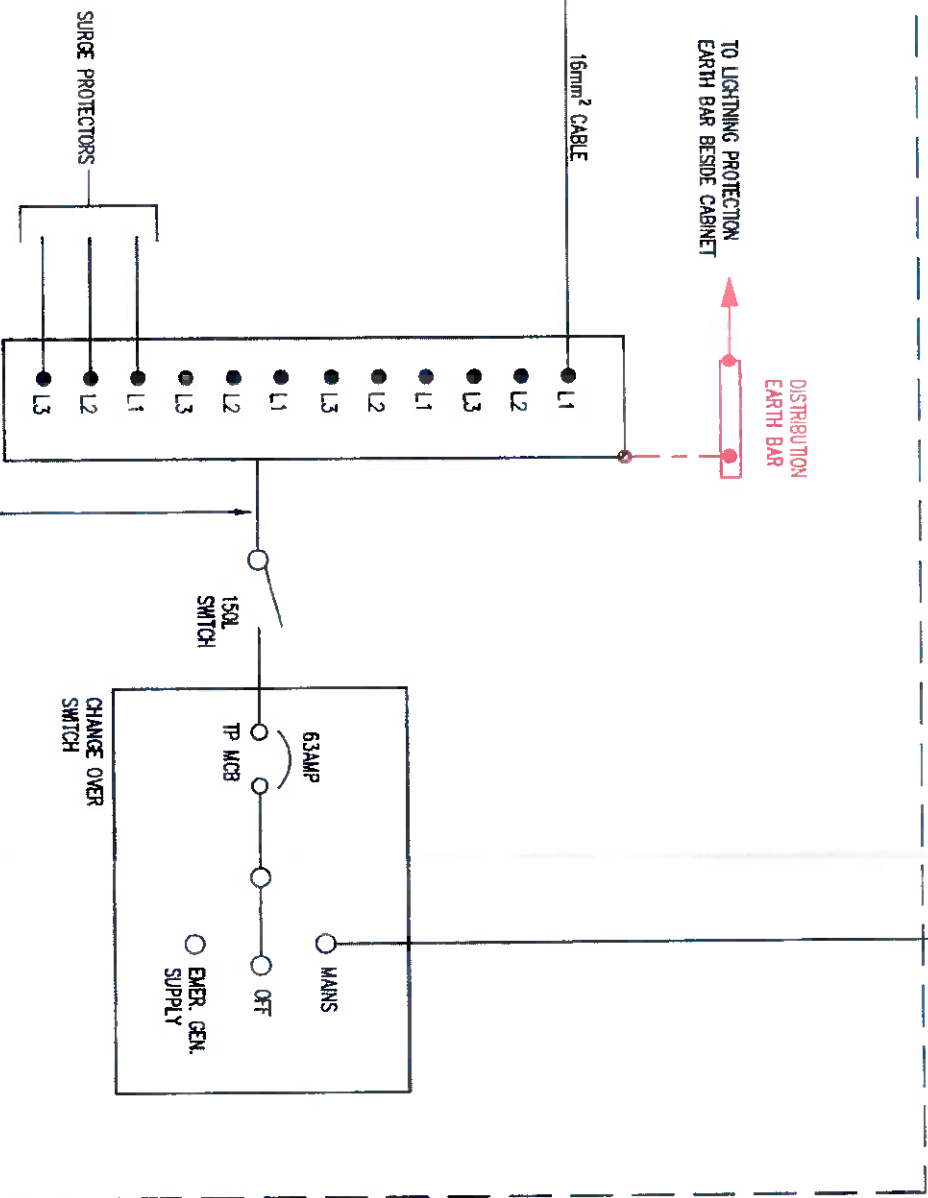 TO LIGHTNING PROTECTION
EARTH BAR BESIDE CABINET
DISTRIBUTION
EARTH BAR
16mm² CABLE
SURGE PROTECTORS
L1
L2
L3
L1
L2
L3
L1
L2
L3
L1
L2
L3
ISOL
SWITCH
63AMP
TP MCB
MAINS
OFF
EMER. GEN.
SUPPLY
CHANGE OVER
SWITCH